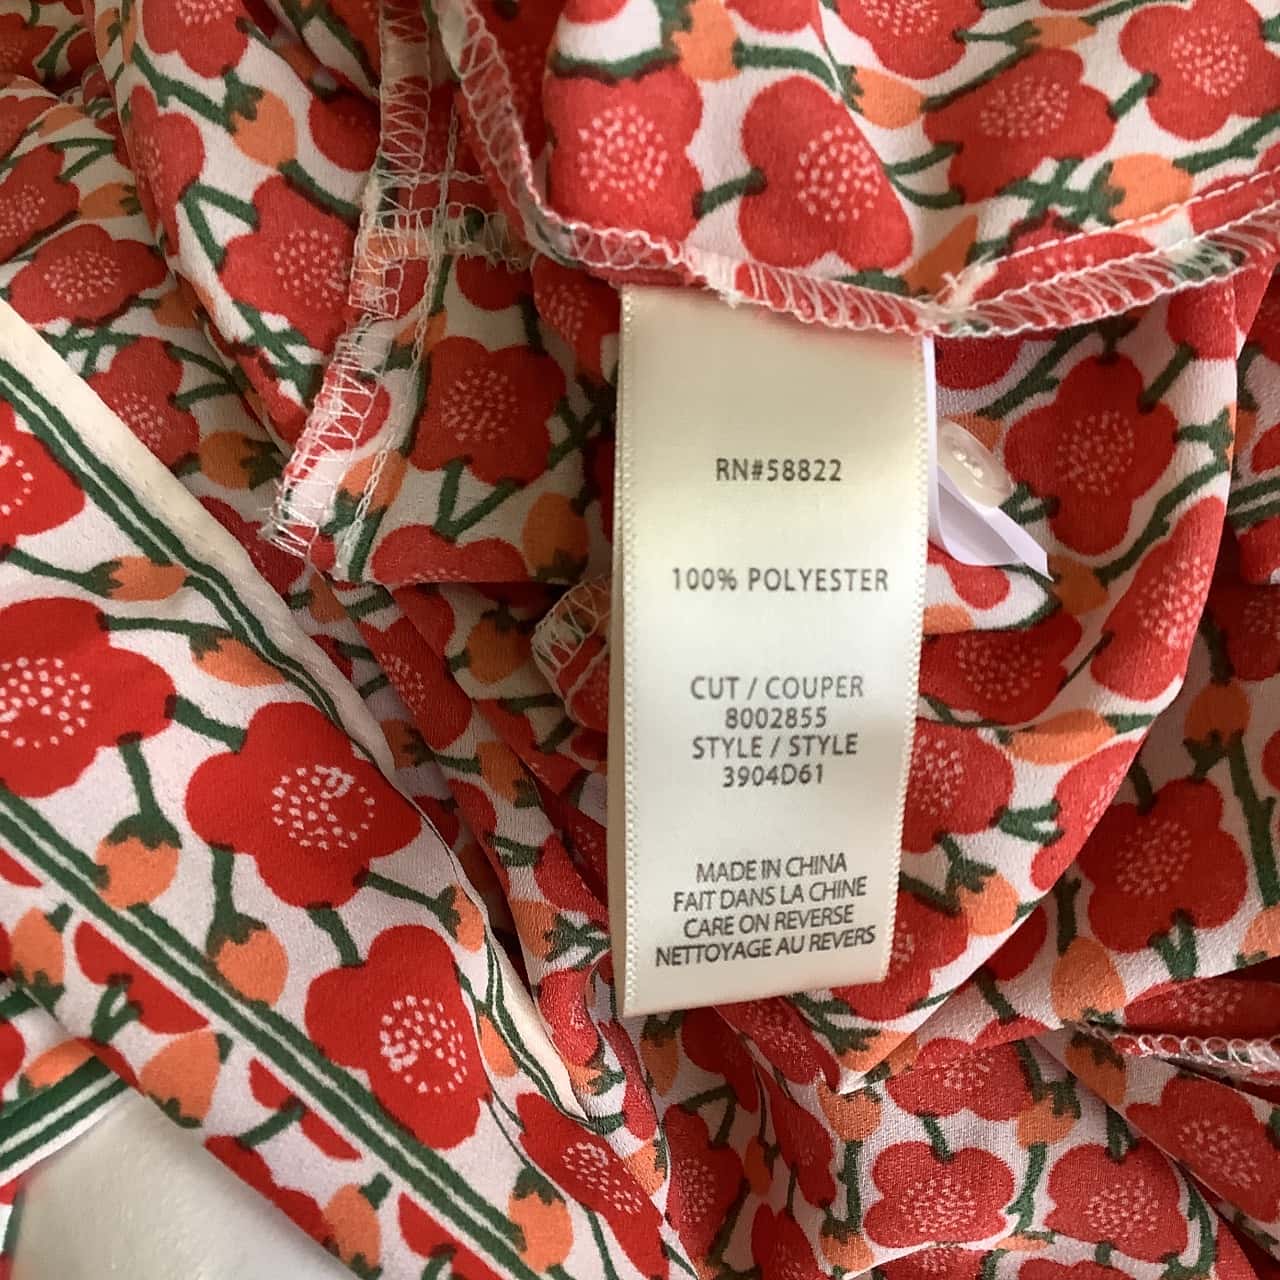 RN#58822
100% POLYESTER
CUT / COUPER
8002855
STYLE / STYLE
3904D61
MADE IN CHINA
FAIT DANS LA CHINE
CARE ON REVERSE
NETTOYAGE AU REVERS